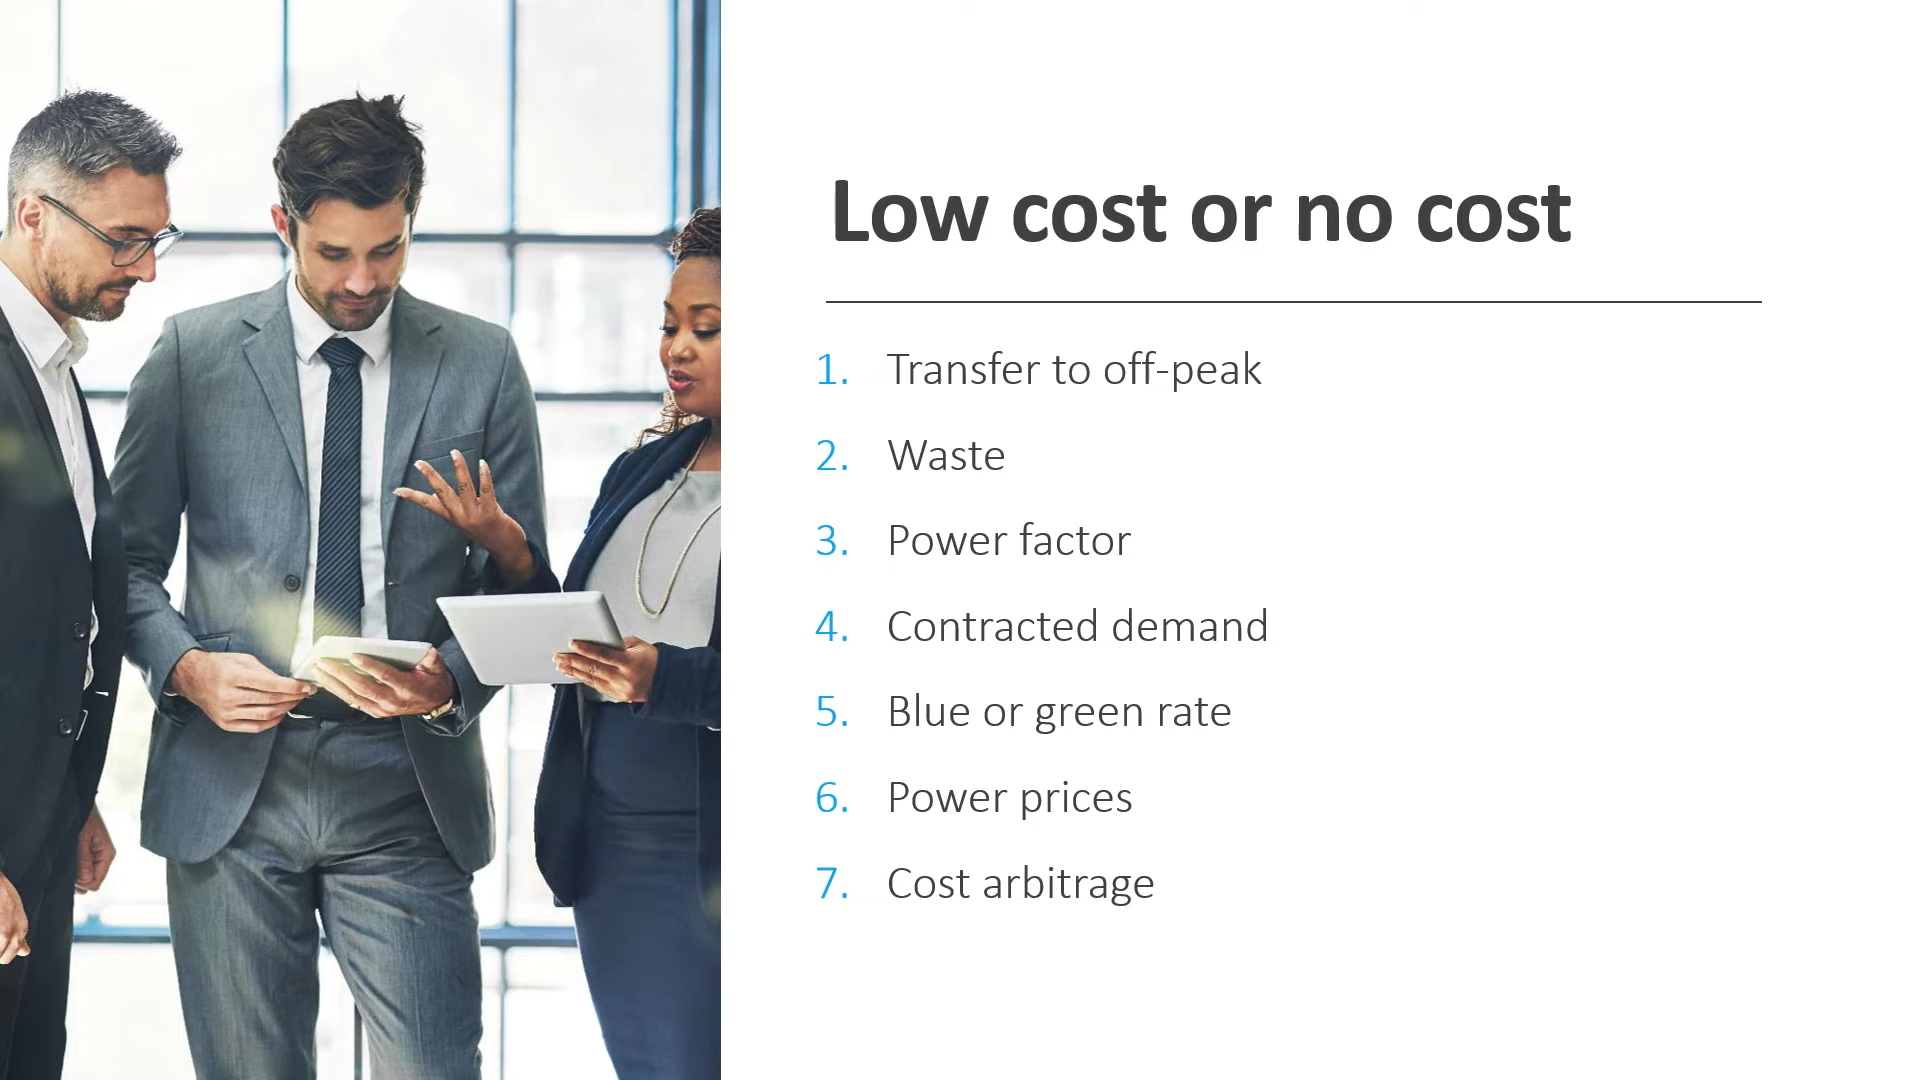 Low cost or no cost
1. Transfer to off-peak
2. Waste
3. Power factor
4. Contracted demand
5. Blue or green rate
6. Power prices
7. Cost arbitrage